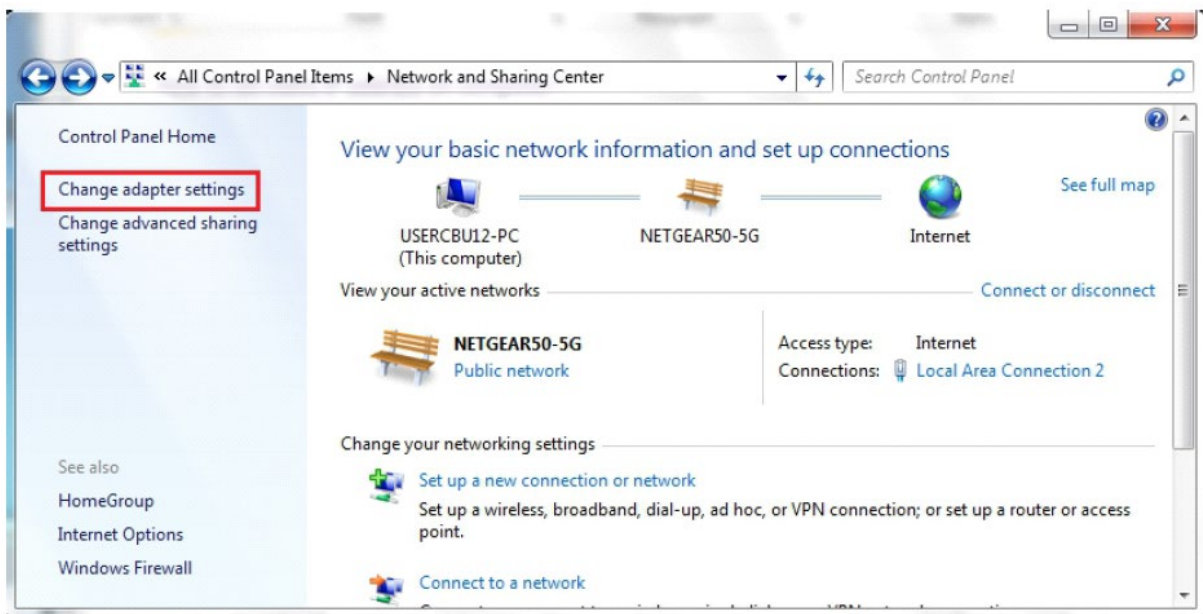 « All Control Panel Items ▸ Network and Sharing Center
Search Control Panel
Control Panel Home
Change adapter settings
Change advanced sharing
settings
See also
HomeGroup
Internet Options
Windows Firewall
View your basic network information and set up connections
See full map
USERCBU12-PC
(This computer)
NETGEAR50-5G
Internet
View your active networks
Connect or disconnect
NETGEAR50-5G
Public network
Access type: Internet
Connections: Local Area Connection 2
Change your networking settings
Set up a new connection or network
Set up a wireless, broadband, dial-up, ad hoc, or VPN connection; or set up a router or access
point.
Connect to a network